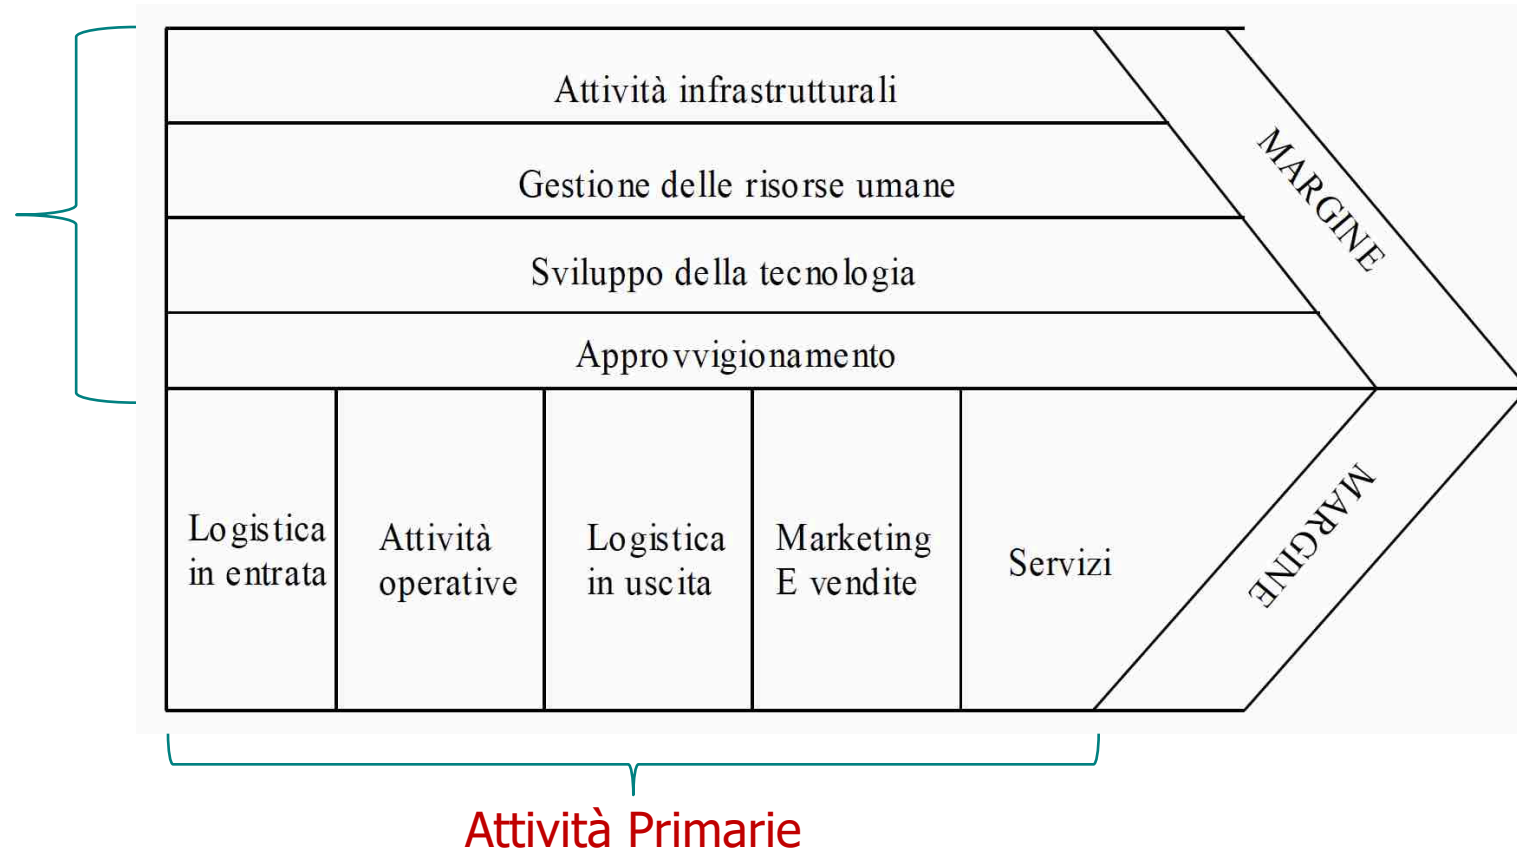 Attività infrastrutturali
Gestione delle risorse umane
Sviluppo della tecnologia
Approvvigionamento
MARGINE
Logistica
in entrata
Attività
operative
Logistica
in uscita
Marketing
E vendite
Servizi
MARGINE
Attività Primarie